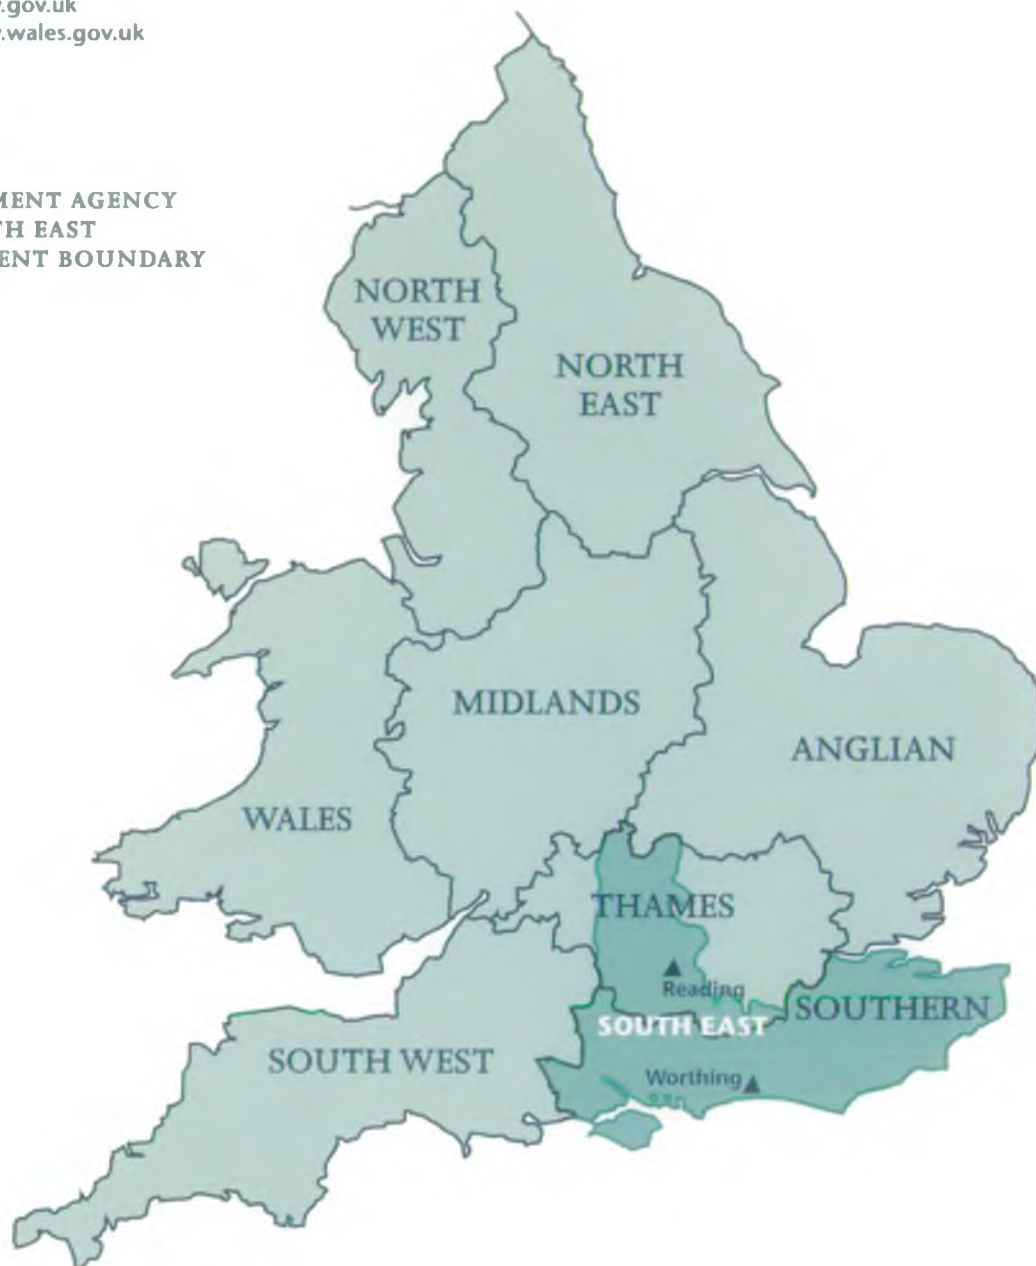 .gov.uk
.wales.gov.uk
MENT AGENCY
TH EAST
ENT BOUNDARY
NORTH
WEST
NORTH
EAST
MIDLANDS
ANGLIAN
WALES
THAMES
Reading
SOUTHERN
SOUTH EAST
SOUTH WEST
Worthing